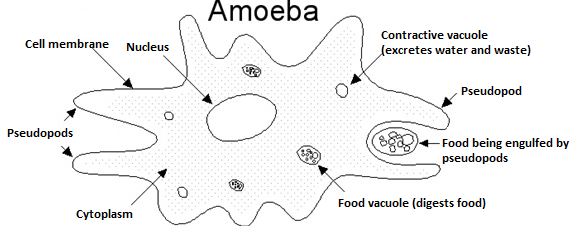 Amoeba
Contractive vacuole
(excretes water and waste)
Cell membrane
Nucleus
Pseudopod
Pseudopods
Food being engulfed by
pseudopods
Food vacuole (digests food)
Cytoplasm